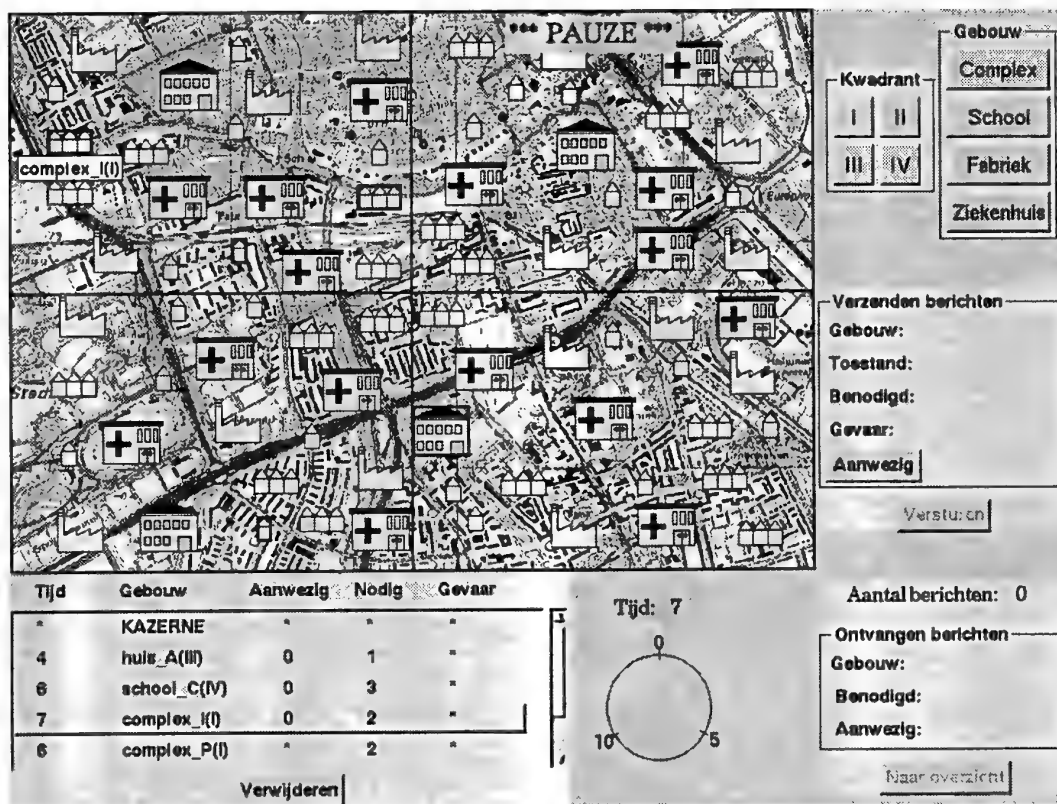 *** PAUZE ***
complex_I(I)
Kwadrant
I II
III IV
Gebouw
Complex
School
Fabriek
Ziekenhuis
Verzenden berichten
Gebouw:
Toestand:
Benodigd:
Gevaar:
Aanwezig
Versturen
Tijd Gebouw Aanwezig Nodig Gevaar
* KAZERNE * * *
4 huis_A(III) 0 1 *
6 school_C(IV) 0 3 *
7 complex_I(I) 0 2 *
6 complex_P(I) * 2 *
Verwijderen
Tijd: 7
0
5
10
Aantal berichten: 0
Ontvangen berichten
Gebouw:
Benodigd:
Aanwezig:
Naar overzicht